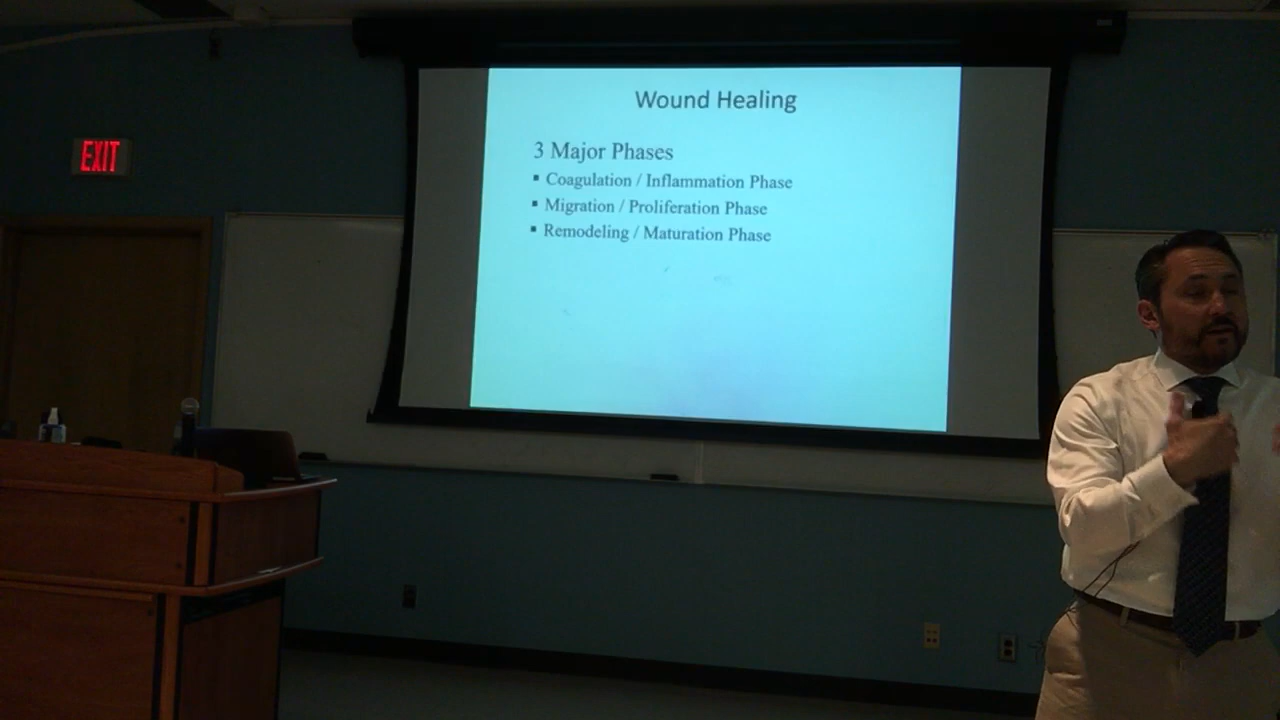 EXIT
Wound Healing
3 Major Phases
▪ Coagulation / Inflammation Phase
▪ Migration / Proliferation Phase
▪ Remodeling / Maturation Phase